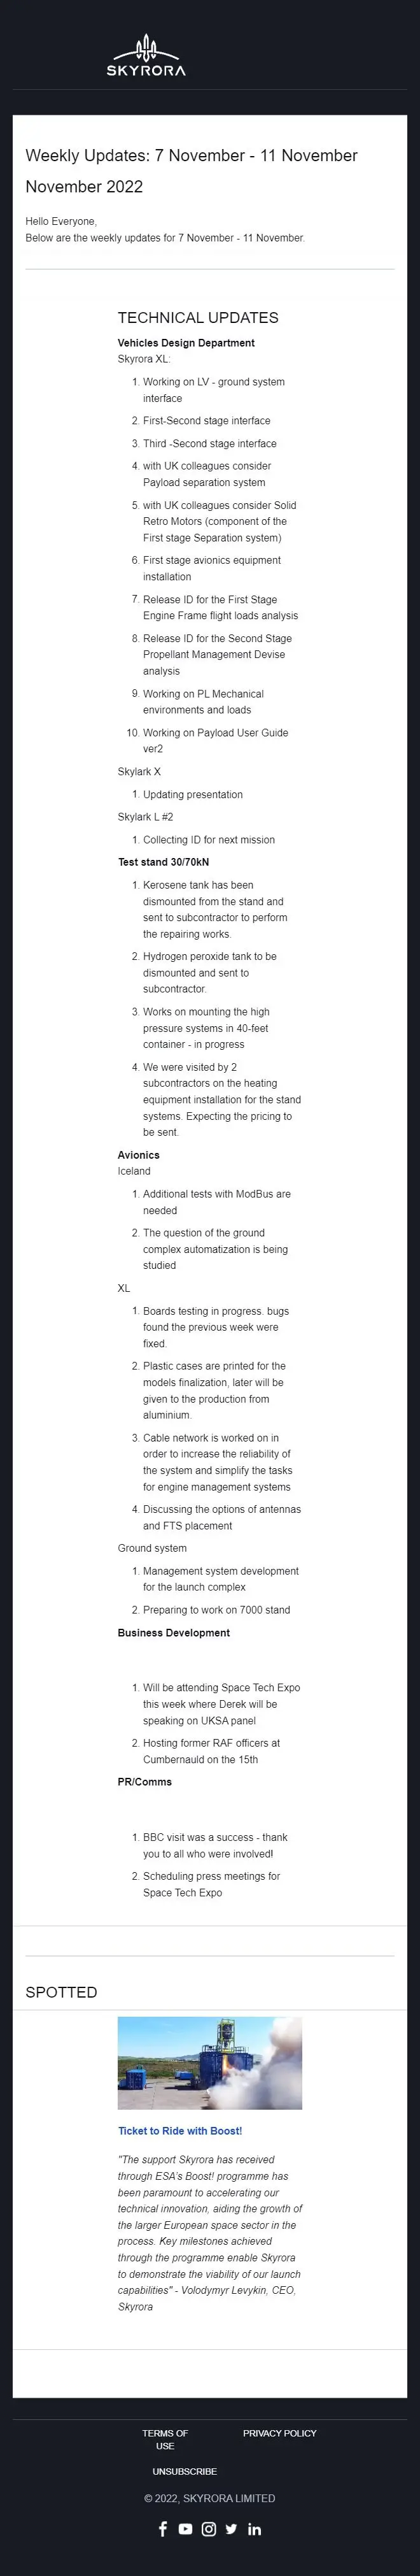 SKYRORA
Weekly Updates: 7 November - 11 November
November 2022
Hello Everyone,
Below are the weekly updates for 7 November - 11 November.
TECHNICAL UPDATES
Vehicles Design Department
Skyrora XL:
1. Working on LV - ground system
interface
2. First-Second stage interface
3. Third -Second stage interface
4. with UK colleagues consider
Payload separation system
5. with UK colleagues consider Solid
Retro Motors (component of the
First stage Separation system)
6. First stage avionics equipment
installation
7. Release ID for the First Stage
Engine Frame flight loads analysis
8. Release ID for the Second Stage
Propellant Management Devise
analysis
9. Working on PL Mechanical
environments and loads
10. Working on Payload User Guide
ver2
Skylark X
1. Updating presentation
Skylark L #2
1. Collecting ID for next mission
Test stand 30/70kN
1. Kerosene tank has been
dismounted from the stand and
sent to subcontractor to perform
the repairing works.
2. Hydrogen peroxide tank to be
dismounted and sent to
subcontractor.
3. Works on mounting the high
pressure systems in 40-feet
container - in progress
4. We were visited by 2
subcontractors on the heating
equipment installation for the stand
systems. Expecting the pricing to
be sent.
Avionics
Iceland
1. Additional tests with ModBus are
needed
2. The question of the ground
complex automatization is being
studied
XL
1. Boards testing in progress. bugs
found the previous week were
fixed.
2. Plastic cases are printed for the
models finalization, later will be
given to the production from
aluminium.
3. Cable network is worked on in
order to increase the reliability of
the system and simplify the tasks
for engine management systems
4. Discussing the options of antennas
and FTS placement
Ground system
1. Management system development
for the launch complex
2. Preparing to work on 7000 stand
Business Development
1. Will be attending Space Tech Expo
this week where Derek will be
speaking on UKSA panel
2. Hosting former RAF officers at
Cumbernauld on the 15th
PR/Comms
1. BBC visit was a success - thank
you to all who were involved!
2. Scheduling press meetings for
Space Tech Expo
SPOTTED
Ticket to Ride with Boost!
"The support Skyrora has received
through ESA's Boost! programme has
been paramount to accelerating our
technical innovation, aiding the growth of
the larger European space sector in the
process. Key milestones achieved
through the programme enable Skyrora
to demonstrate the viability of our launch
capabilities" - Volodymyr Levykin, CEO,
Skyrora
TERMS OF
USE
PRIVACY POLICY
UNSUBSCRIBE
© 2022, SKYRORA LIMITED